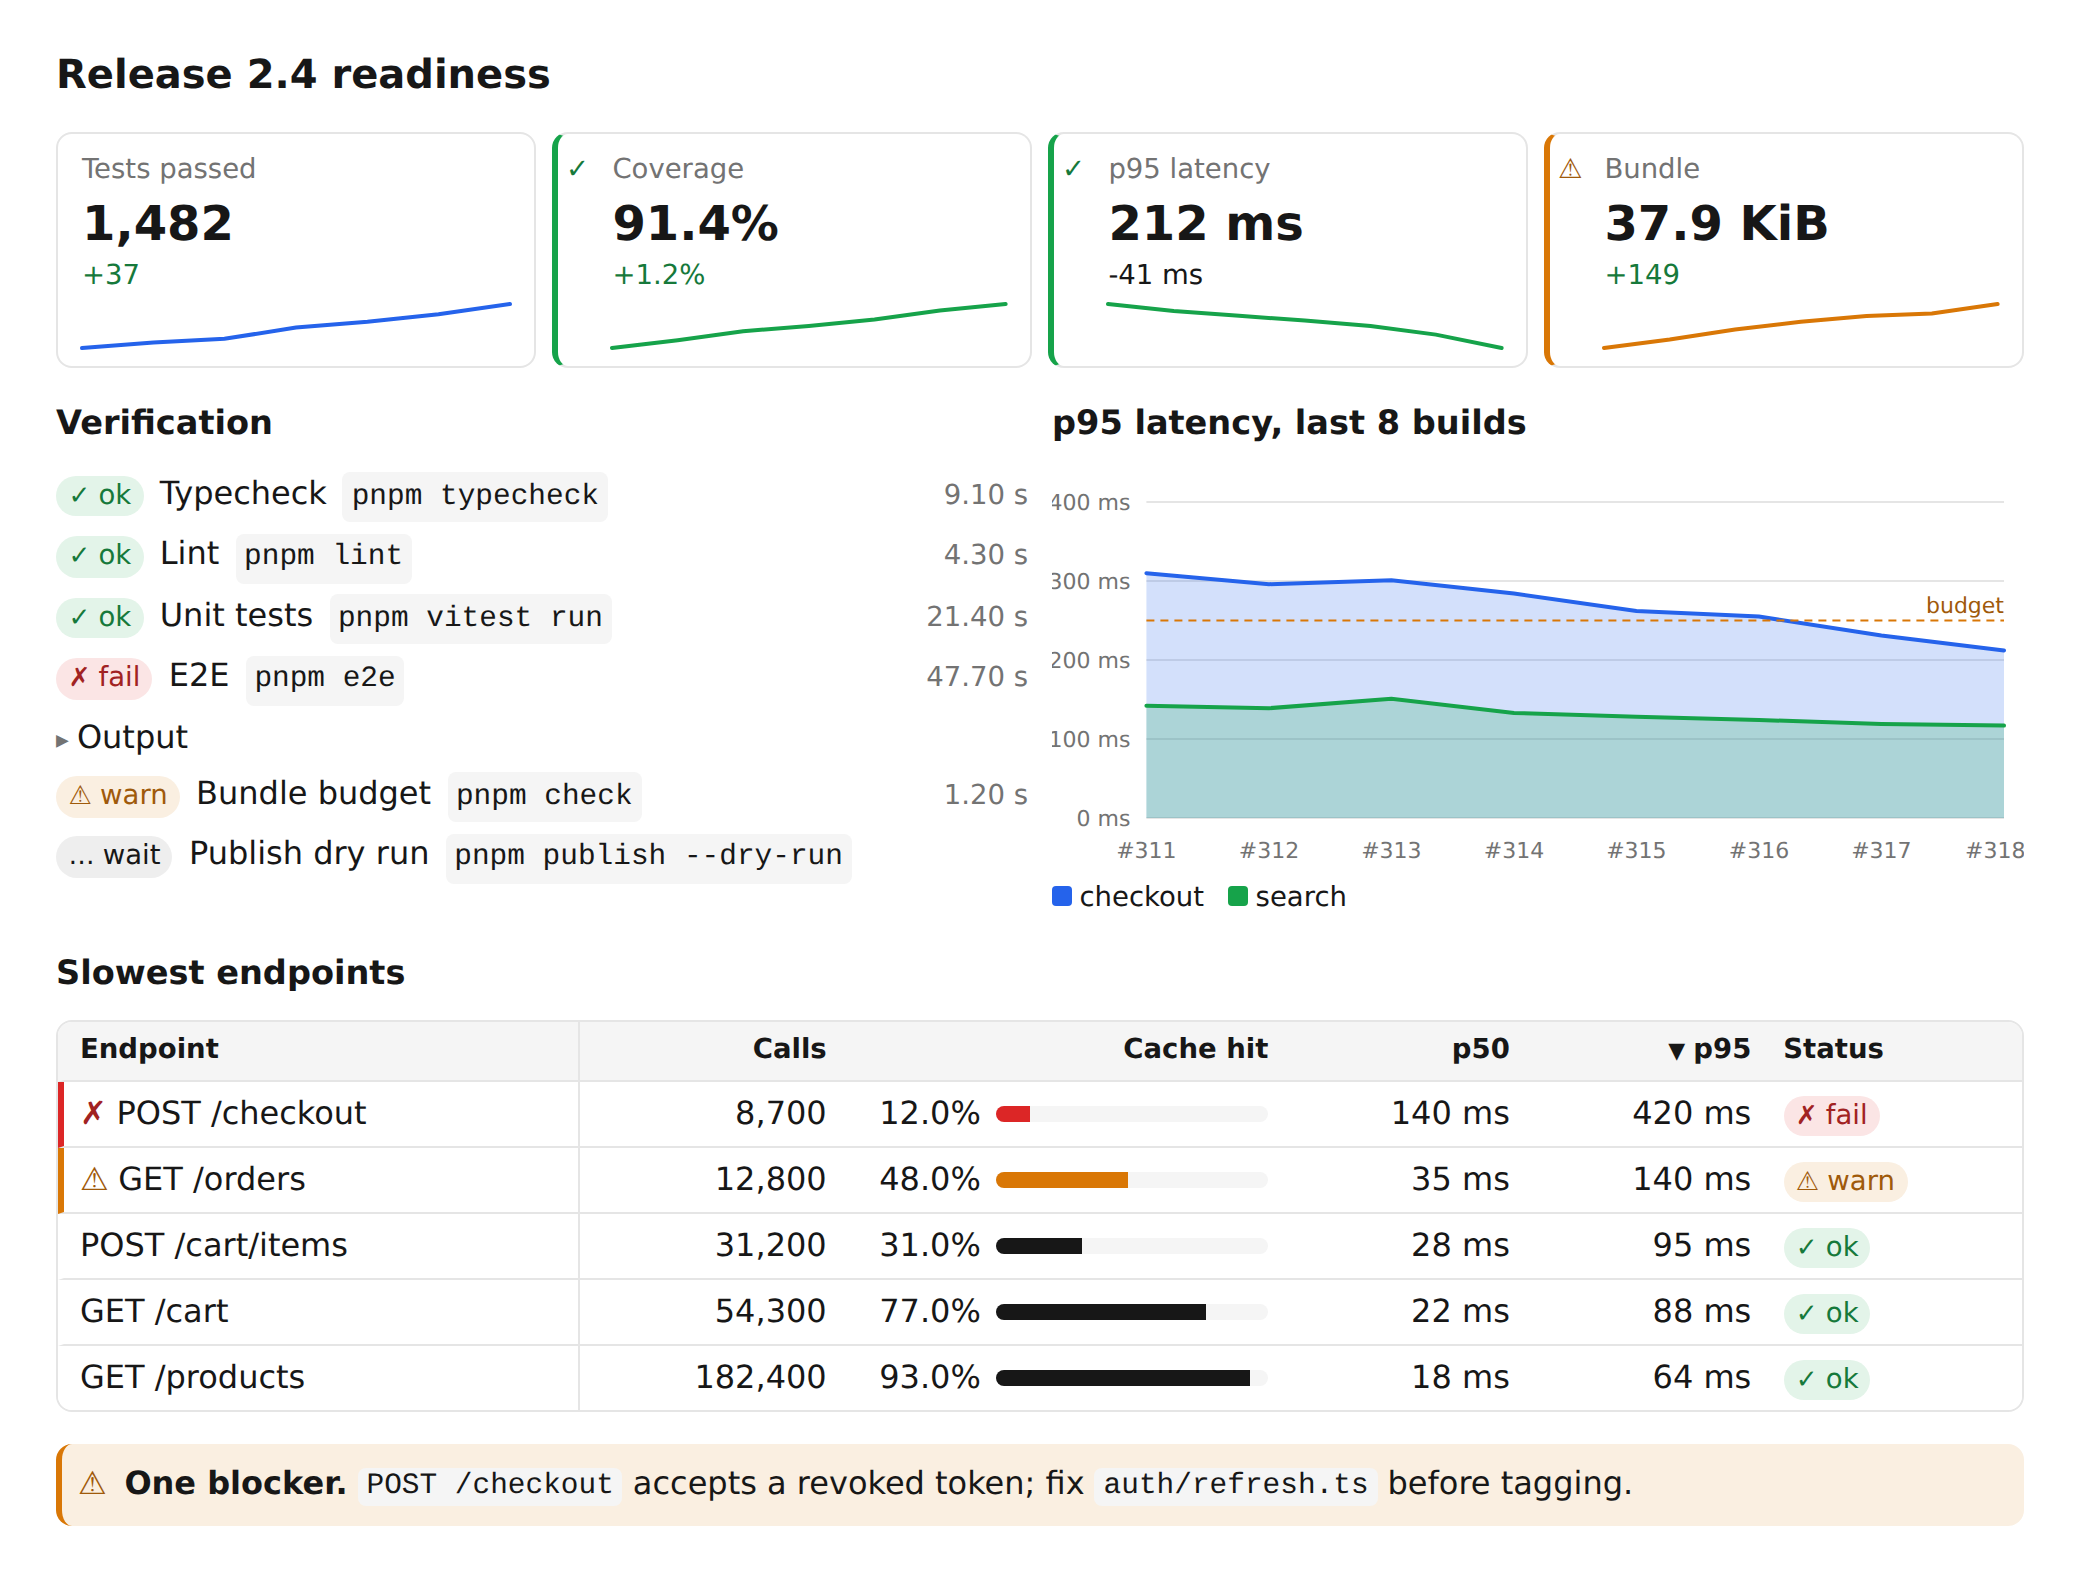 Release 2.4 readiness
Tests passed
1,482
+37
✓ Coverage
91.4%
+1.2%
✓ p95 latency
212 ms
-41 ms
⚠ Bundle
37.9 KiB
+149
Verification
✓ ok Typecheck pnpm typecheck 9.10 s
✓ ok Lint pnpm lint 4.30 s
✓ ok Unit tests pnpm vitest run 21.40 s
✗ fail E2E pnpm e2e 47.70 s
▸ Output
⚠ warn Bundle budget pnpm check 1.20 s
… wait Publish dry run pnpm publish --dry-run
p95 latency, last 8 builds
400 ms
300 ms
budget
200 ms
100 ms
0 ms
#311 #312 #313 #314 #315 #316 #317 #318
checkout search
Slowest endpoints
Endpoint Calls Cache hit p50 ▼ p95 Status
✗ POST /checkout 8,700 12.0% 140 ms 420 ms ✗ fail
⚠ GET /orders 12,800 48.0% 35 ms 140 ms ⚠ warn
POST /cart/items 31,200 31.0% 28 ms 95 ms ✓ ok
GET /cart 54,300 77.0% 22 ms 88 ms ✓ ok
GET /products 182,400 93.0% 18 ms 64 ms ✓ ok
⚠ One blocker. POST /checkout accepts a revoked token; fix auth/refresh.ts before tagging.